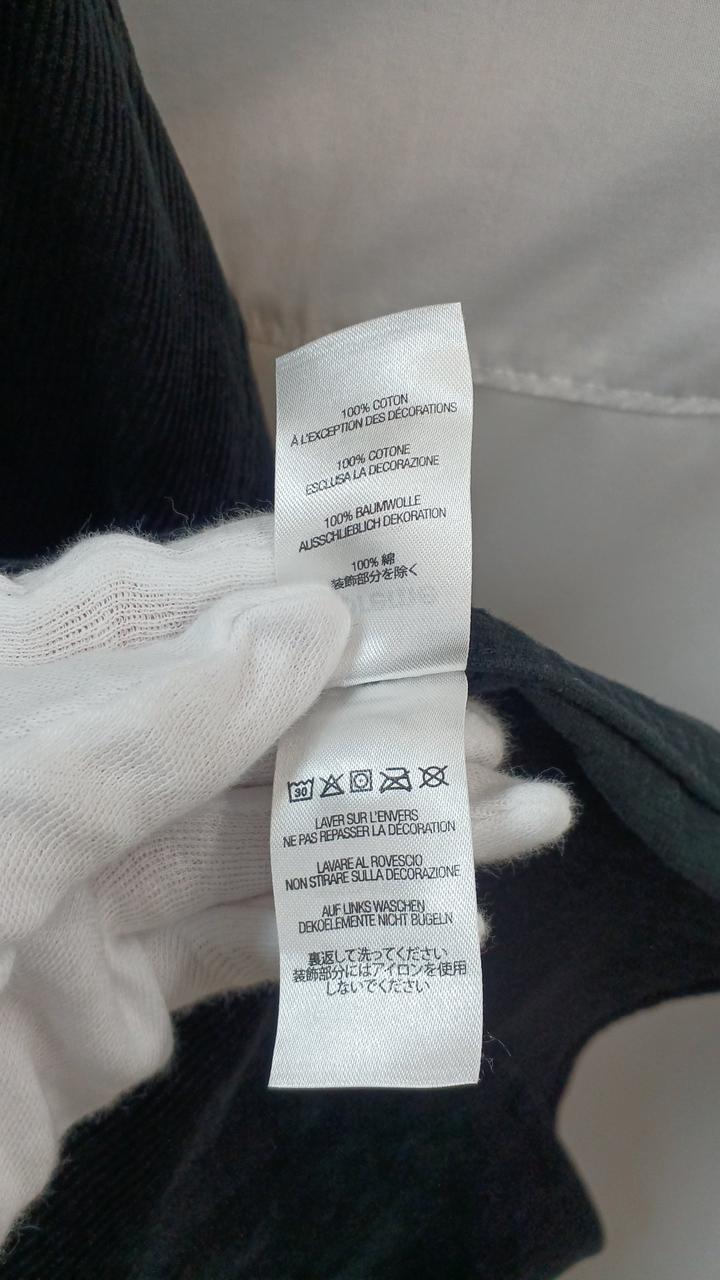 100% COTON
À L'EXCEPTION DES DÉCORATIONS
100% COTONE
ESCLUSA LA DECORAZIONE
100% BAUMWOLLE
AUSSCHLIEBLICH DEKORATION
100% 綿
装飾部分を除く
30
LAVER SUR L'ENVERS
NE PAS REPASSER LA DÉCORATION
LAVARE AL ROVESCIO
NON STIRARE SULLA DECORAZIONE
AUF LINKS WASCHEN
DEKOELEMENTE NICHT BÜGELN
裏返して洗ってください
装飾部分にはアイロンを使用
しないでください